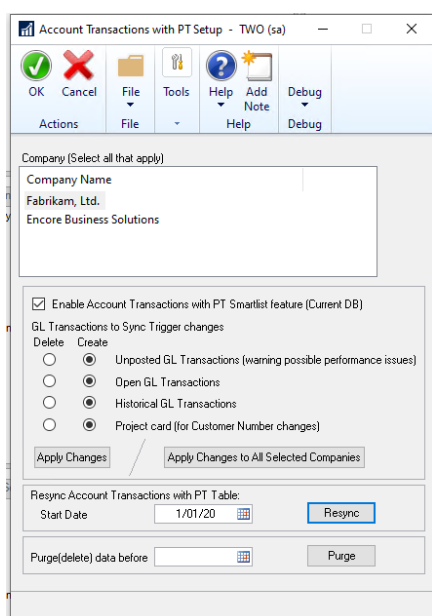 Account Transactions with PT Setup - TWO (sa)
OK Cancel File Tools Help Add Note Debug
Actions File Help Debug
Company (Select all that apply)
Company Name
Fabrikam, Ltd.
Encore Business Solutions
Enable Account Transactions with PT Smartlist feature (Current DB)
GL Transactions to Sync Trigger changes
Delete Create
Unposted GL Transactions (warning possible performance issues)
Open GL Transactions
Historical GL Transactions
Project card (for Customer Number changes)
Apply Changes Apply Changes to All Selected Companies
Resync Account Transactions with PT Table:
Start Date 1/01/20 Resync
Purge(delete) data before Purge